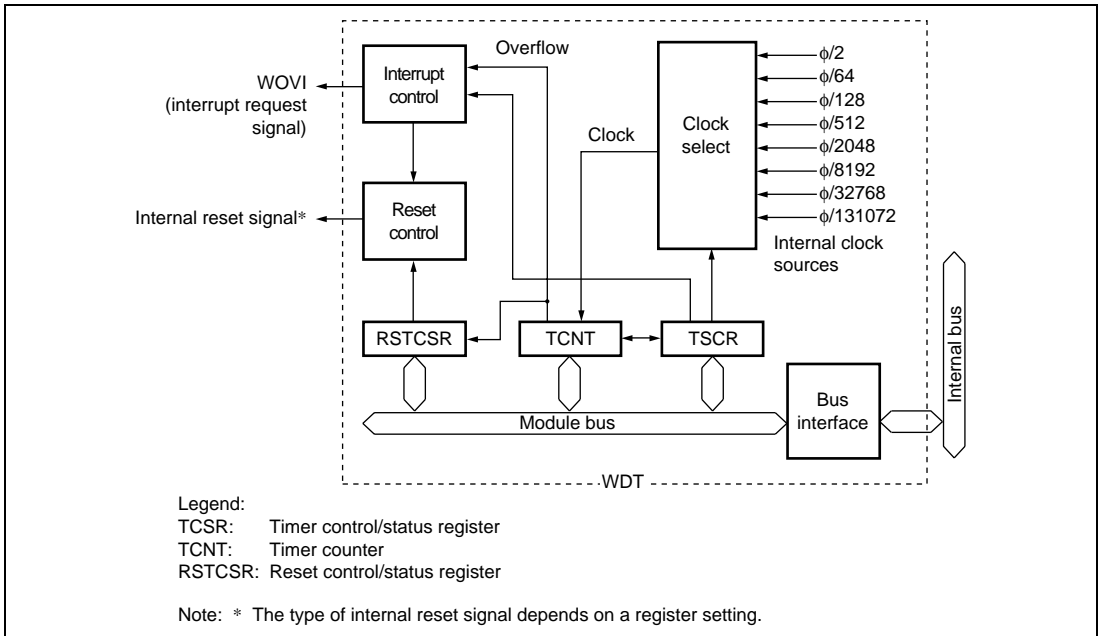 Overflow
Interrupt
control
WOVI
(interrupt request
signal)
Reset
control
Internal reset signal*
Clock
Clock
select
ϕ/2
ϕ/64
ϕ/128
ϕ/512
ϕ/2048
ϕ/8192
ϕ/32768
ϕ/131072
Internal clock
sources
RSTCSR
TCNT
TSCR
Module bus
Bus
interface
Internal bus
WDT
Legend:
TCSR: Timer control/status register
TCNT: Timer counter
RSTCSR: Reset control/status register
Note: * The type of internal reset signal depends on a register setting.